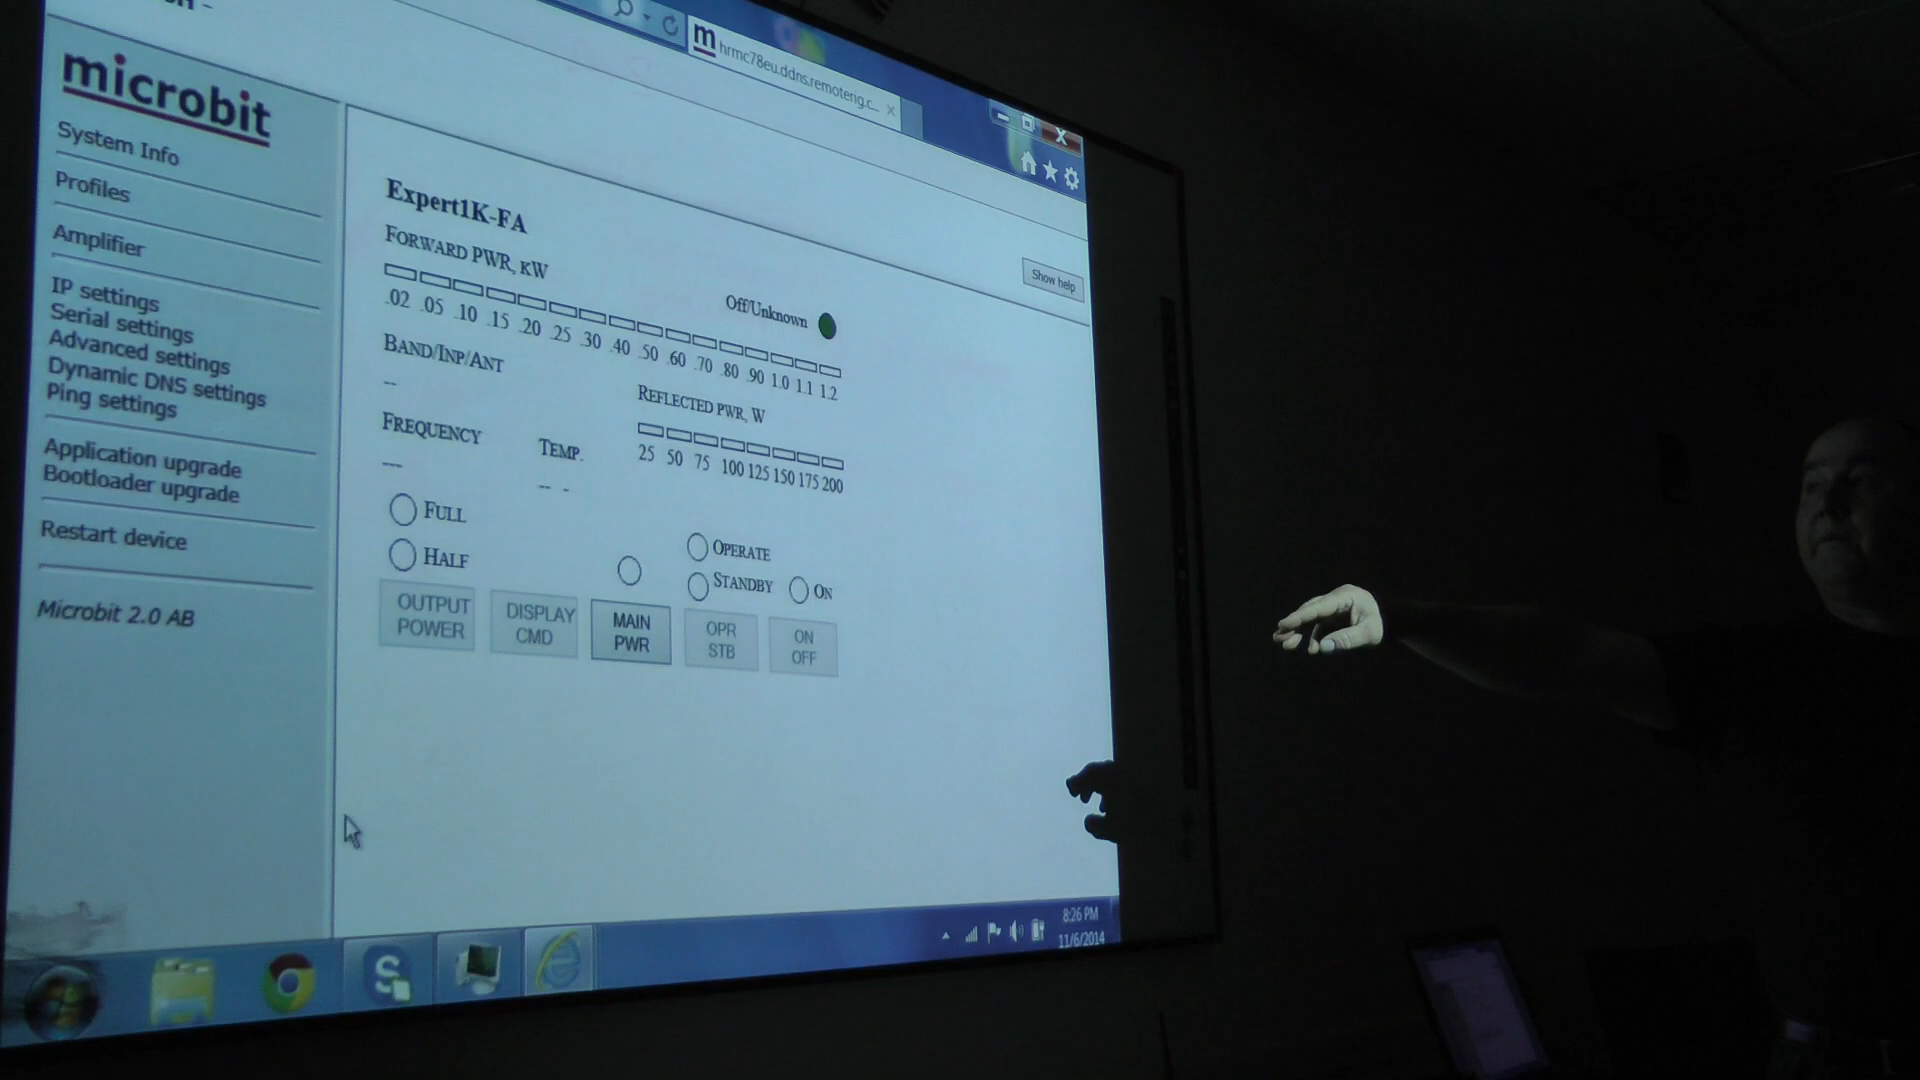 m hrmc78eu.ddns.remoterig.c...
microbit
System Info
Profiles
Amplifier
IP settings
Serial settings
Advanced settings
Dynamic DNS settings
Ping settings
Application upgrade
Bootloader upgrade
Restart device
Microbit 2.0 AB
Show help
Expert1K-FA
FORWARD PWR, KW
Off/Unknown
.02 .05 .10 .15 .20 .25 .30 .40 .50 .60 .70 .80 .90 1.0 1.1 1.2
BAND/INP/ANT
--
REFLECTED PWR, W
25 50 75 100 125 150 175 200
FREQUENCY
---
TEMP.
-- -
FULL
HALF
OPERATE
STANDBY
ON
OUTPUT
POWER
DISPLAY
CMD
MAIN
PWR
OPR
STB
ON
OFF
8:26 PM
11/6/2014